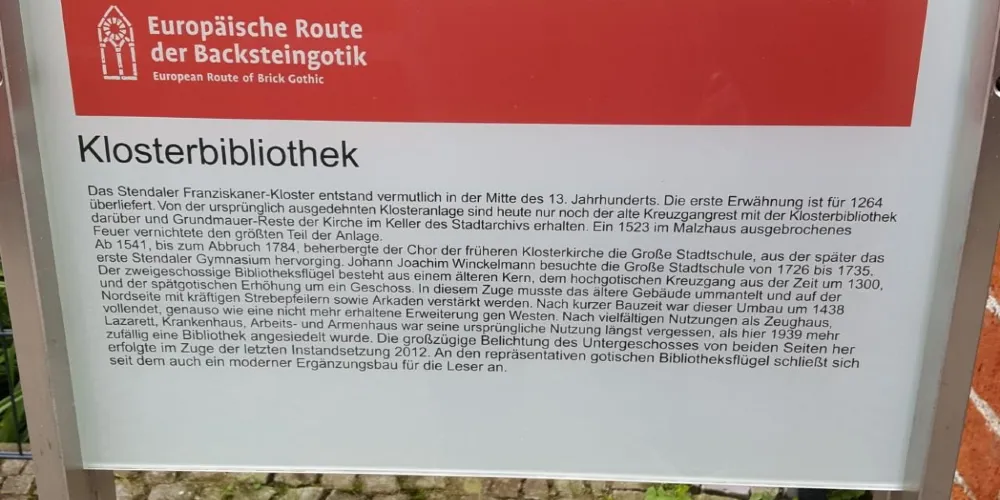 Europäische Route
der Backsteingotik
European Route of Brick Gothic
Klosterbibliothek
Das Stendaler Franziskaner-Kloster entstand vermutlich in der Mitte des 13. Jahrhunderts. Die erste Erwähnung ist für 1264
überliefert. Von der ursprünglich ausgedehnten Klosteranlage sind heute nur noch der alte Kreuzgangrest mit der Klosterbibliothek
darüber und Grundmauer-Reste der Kirche im Keller des Stadtarchivs erhalten. Ein 1523 im Malzhaus ausgebrochenes
Feuer vernichtete den größten Teil der Anlage.
Ab 1541, bis zum Abbruch 1784, beherbergte der Chor der früheren Klosterkirche die Große Stadtschule, aus der später das
erste Stendaler Gymnasium hervorging. Johann Joachim Winckelmann besuchte die Große Stadtschule von 1726 bis 1735.
Der zweigeschossige Bibliotheksflügel besteht aus einem älteren Kern, dem hochgotischen Kreuzgang aus der Zeit um 1300,
und der spätgotischen Erhöhung um ein Geschoss. In diesem Zuge musste das ältere Gebäude ummantelt und auf der
Nordseite mit kräftigen Strebepfeilern sowie Arkaden verstärkt werden. Nach kurzer Bauzeit war dieser Umbau um 1438
vollendet, genauso wie eine nicht mehr erhaltene Erweiterung gen Westen. Nach vielfältigen Nutzungen als Zeughaus,
Lazarett, Krankenhaus, Arbeits- und Armenhaus war seine ursprüngliche Nutzung längst vergessen, als hier 1939 mehr
zufällig eine Bibliothek angesiedelt wurde. Die großzügige Belichtung des Untergeschosses von beiden Seiten her
erfolgte im Zuge der letzten Instandsetzung 2012. An den repräsentativen gotischen Bibliotheksflügel schließt sich
seit dem auch ein moderner Ergänzungsbau für die Leser an.